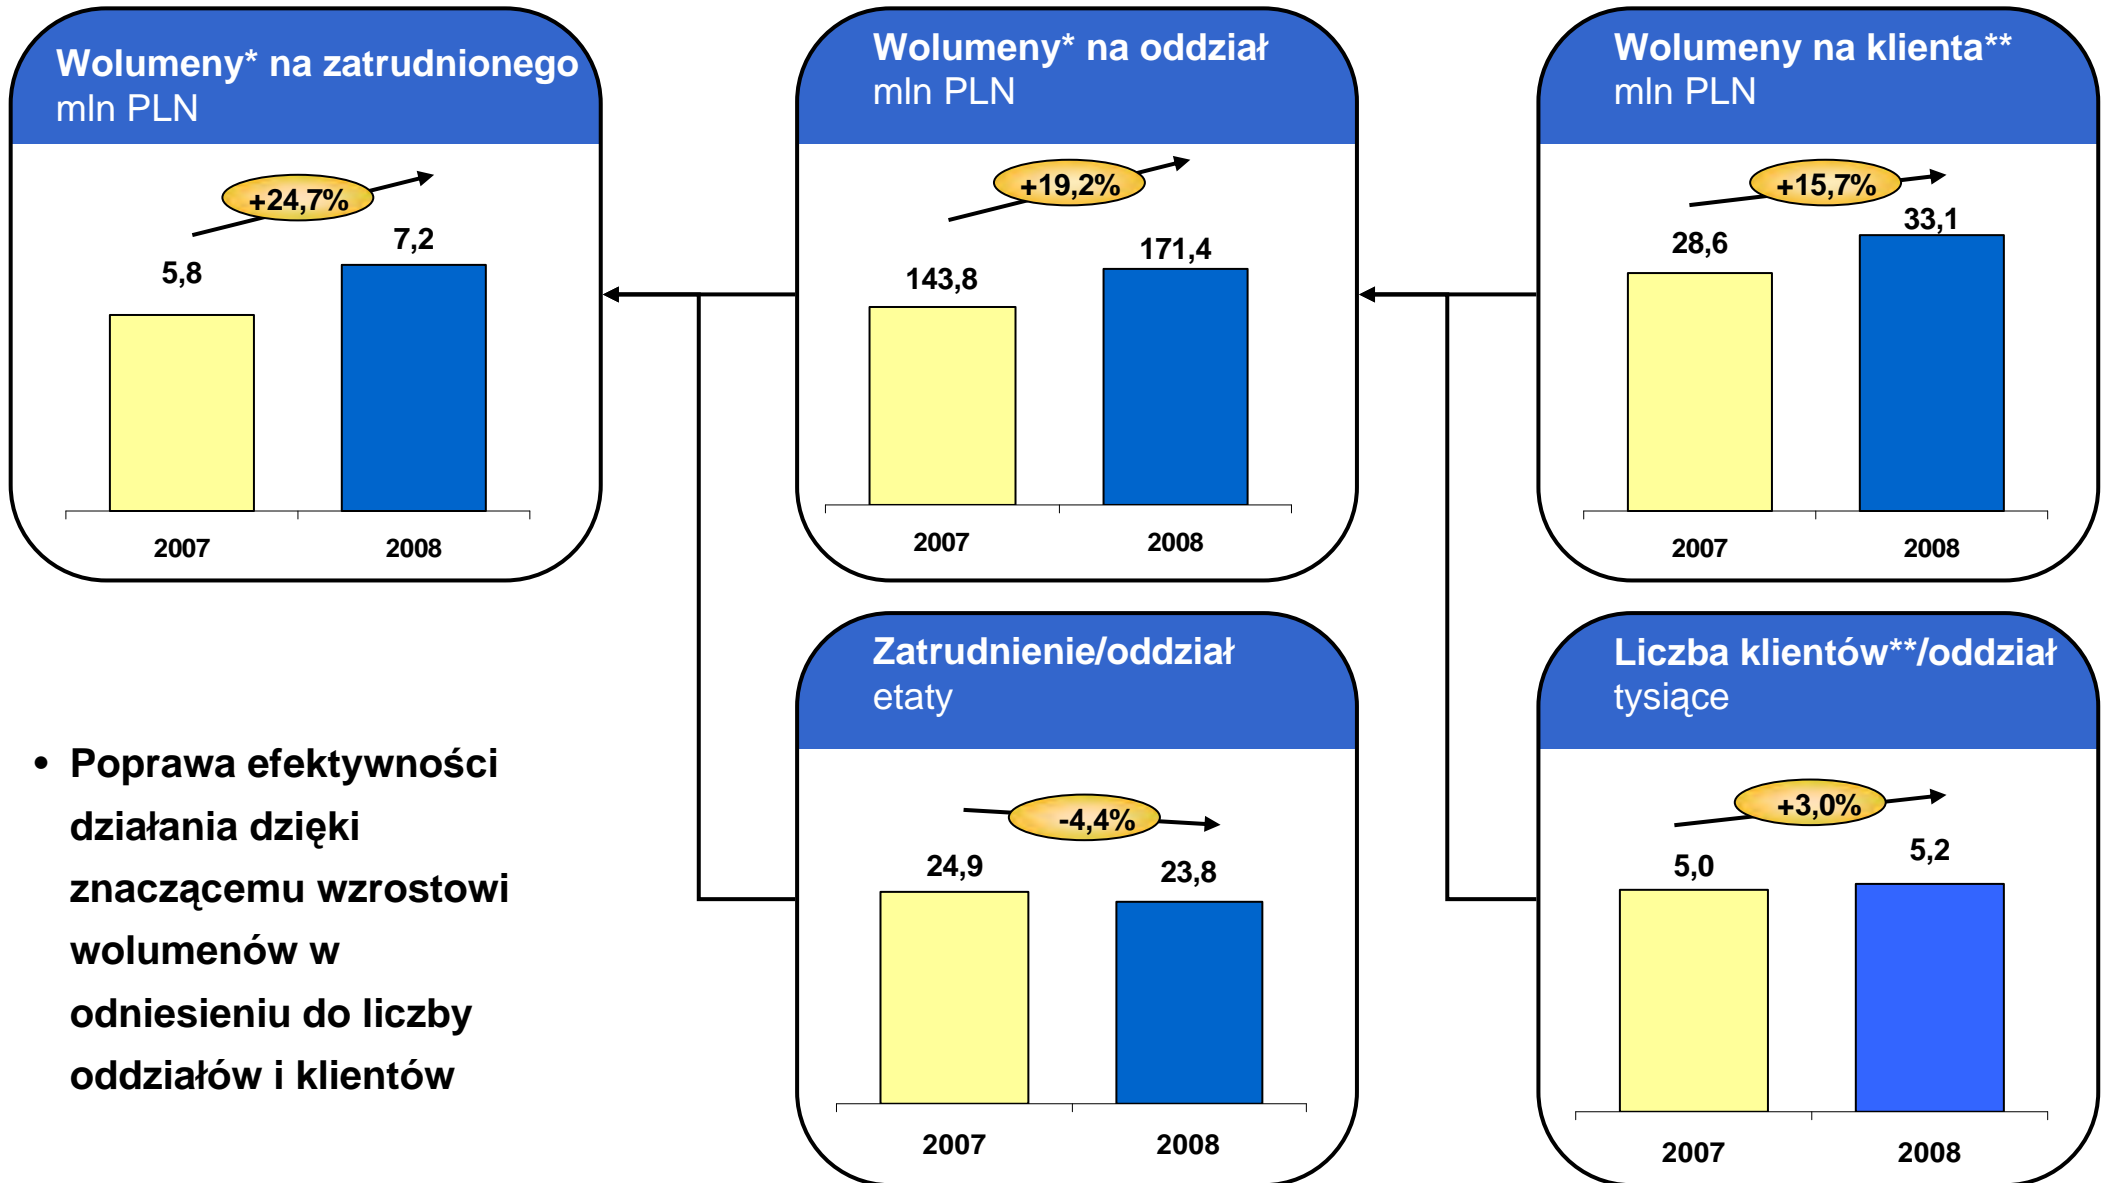 Wolumeny* na zatrudnionego
mln PLN
+24,7%
5,8
7,2
2007
2008
Wolumeny* na oddział
mln PLN
+19,2%
143,8
171,4
2007
2008
Wolumeny na klienta**
mln PLN
+15,7%
28,6
33,1
2007
2008
• Poprawa efektywności
działania dzięki
znaczącemu wzrostowi
wolumenów w
odniesieniu do liczby
oddziałów i klientów
Zatrudnienie/oddział
etaty
-4,4%
24,9
23,8
2007
2008
Liczba klientów**/oddział
tysiące
+3,0%
5,0
5,2
2007
2008